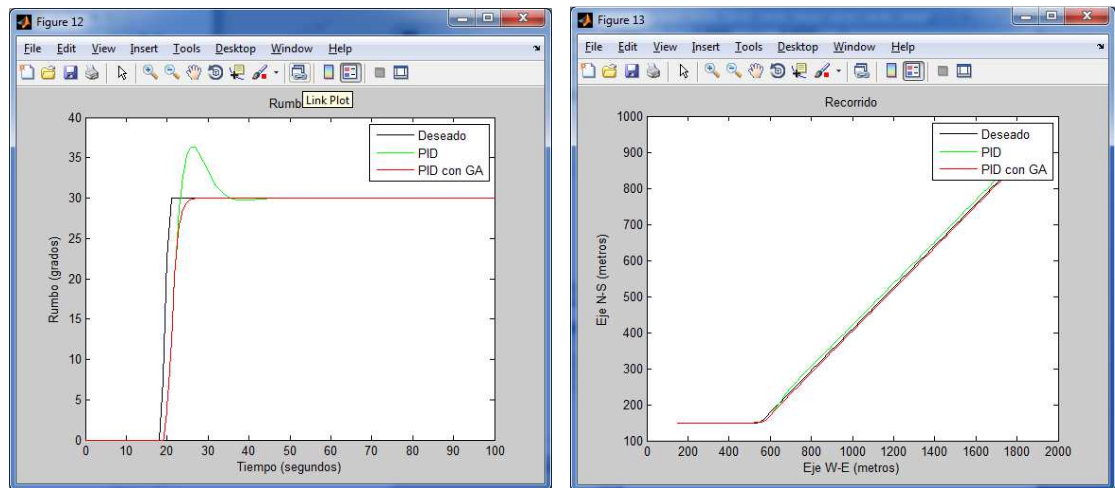 Figure 12
File Edit View Insert Tools Desktop Window Help
Rumb
Link Plot
Deseado
PID
PID con GA
40
35
30
25
20
15
10
5
0
0 10 20 30 40 50 60 70 80 90 100
Rumbo (grados)
Tiempo (segundos)
Figure 13
File Edit View Insert Tools Desktop Window Help
Recorrido
Deseado
PID
PID con GA
1000
900
800
700
600
500
400
300
200
100
0 200 400 600 800 1000 1200 1400 1600 1800 2000
Eje N-S (metros)
Eje W-E (metros)